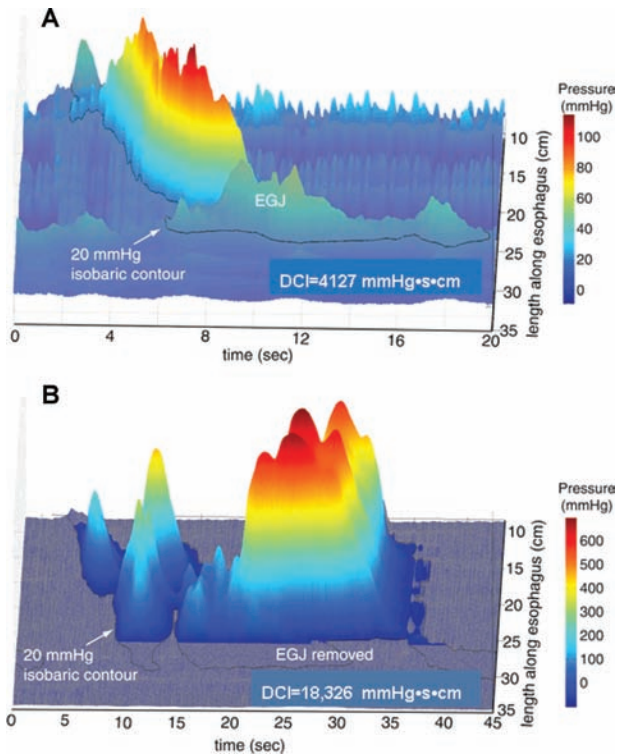 A
Pressure
(mmHg)
100
80
60
40
20
0
10
15
20
25
30
35
length along esophagus (cm)
EGJ
20 mmHg
isobaric contour
DCI=4127 mmHg•s•cm
0
4
8
12
16
20
time (sec)
B
Pressure
(mmHg)
600
500
400
300
200
100
0
10
15
20
25
30
35
length along esophagus (cm)
20 mmHg
isobaric contour
EGJ removed
DCI=18,326 mmHg•s•cm
0
5
10
15
20
25
30
35
40
45
time (sec)